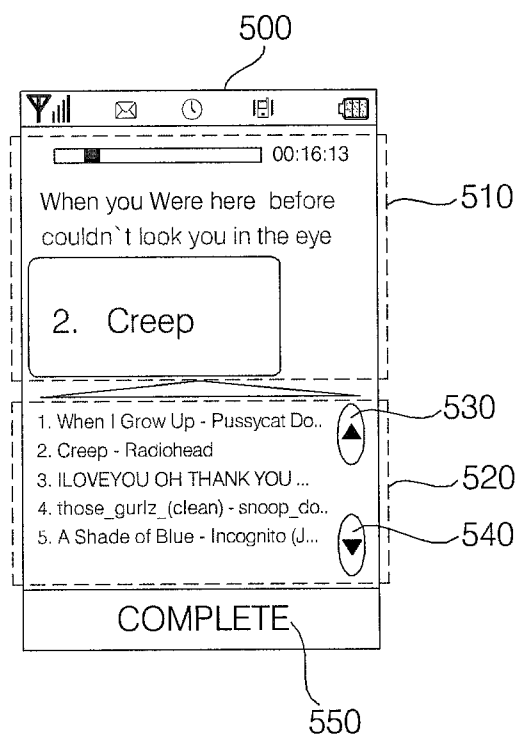 500
00:16:13
When you Were here before
couldn`t look you in the eye
510
2. Creep
530
1. When I Grow Up - Pussycat Do..
2. Creep - Radiohead
3. ILOVEYOU OH THANK YOU ...
520
4. those_gurlz_(clean) - snoop_do..
5. A Shade of Blue - Incognito (J...
540
COMPLETE
550